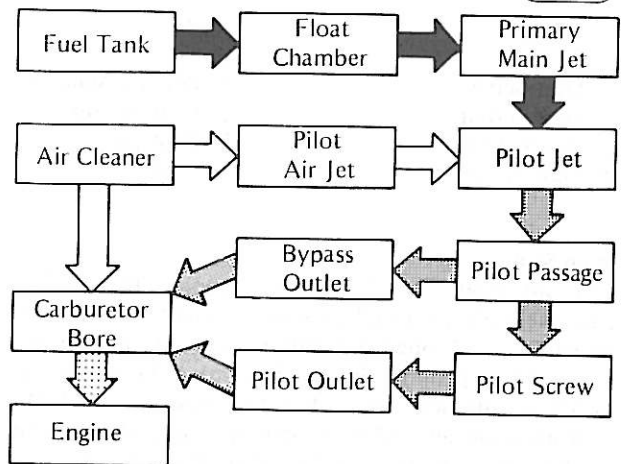 Fuel Tank
Float
Chamber
Primary
Main Jet
Air Cleaner
Pilot
Air Jet
Pilot Jet
Bypass
Outlet
Pilot Passage
Carburetor
Bore
Pilot Outlet
Pilot Screw
Engine